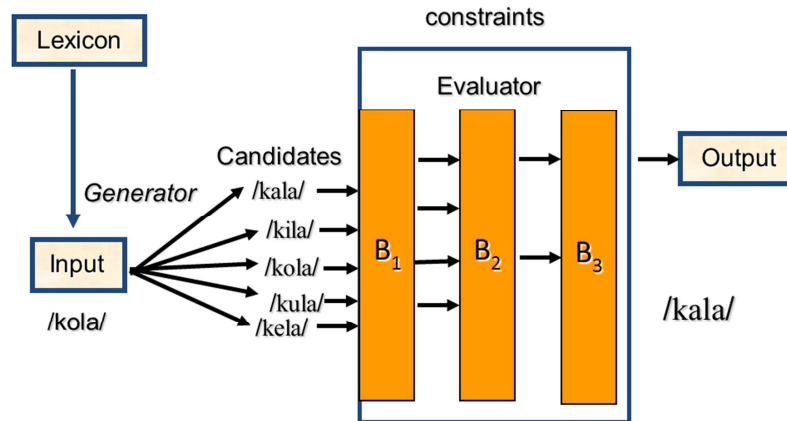 constraints
Lexicon
Evaluator
Candidates
Output
Generator
/kala/
/kila/
Input
/kola/
B₁
B₂
B₃
/kula/
/kala/
/kola/
/kela/